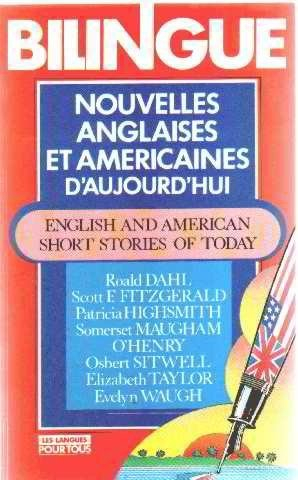 BILINGUE
NOUVELLES
ANGLAISES
ET AMERICAINES
D'AUJOURD'HUI
ENGLISH AND AMERICAN
SHORT STORIES OF TODAY
Roald DAHL
Scott F. FITZGERALD
Patricia HIGHSMITH
Somerset MAUGHAM
O'HENRY
Osbert SITWELL
Elizabeth TAYLOR
Evelyn WAUGH
LES LANGUES
POUR TOUS